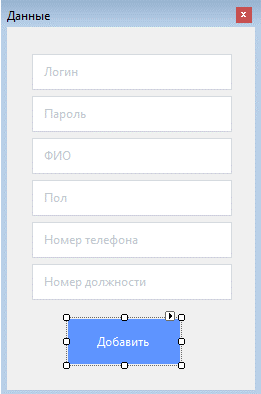 Данные
x
Логин
Пароль
ФИО
Пол
Номер телефона
Номер должности
Добавить